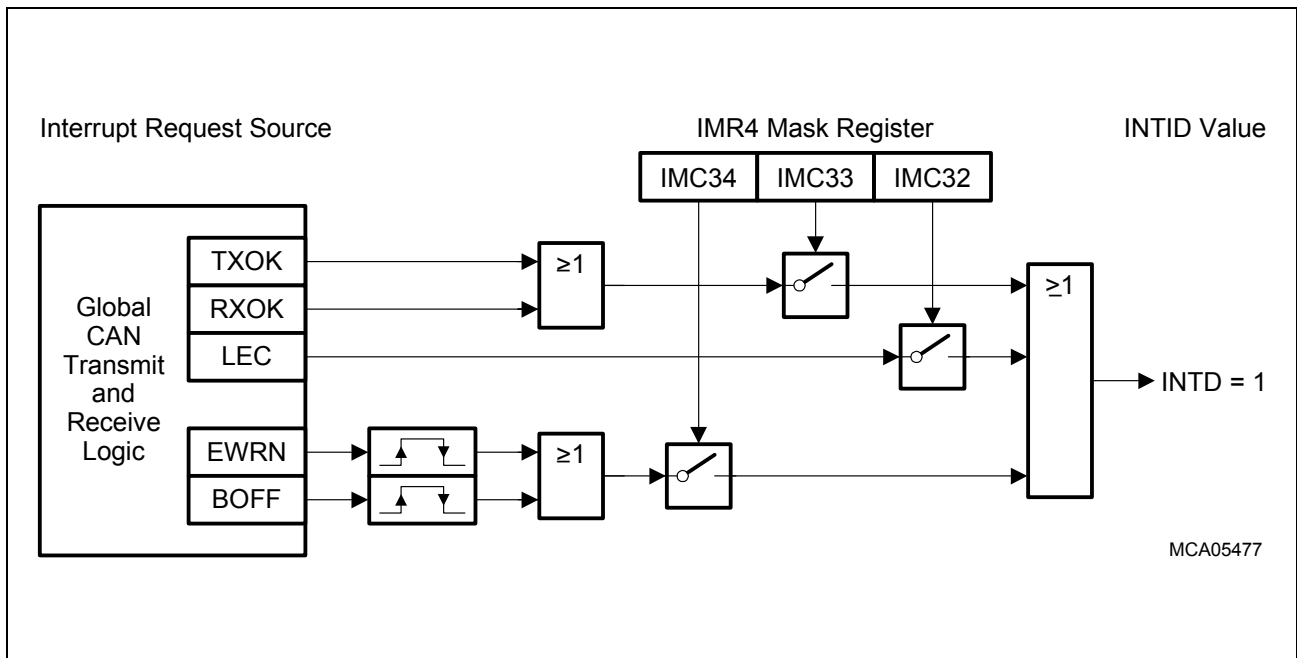 Interrupt Request Source
IMR4 Mask Register
INTID Value
IMC34
IMC33
IMC32
Global
CAN
Transmit
and
Receive
Logic
TXOK
RXOK
LEC
EWRN
BOFF
≥1
≥1
≥1
INTD = 1
MCA05477